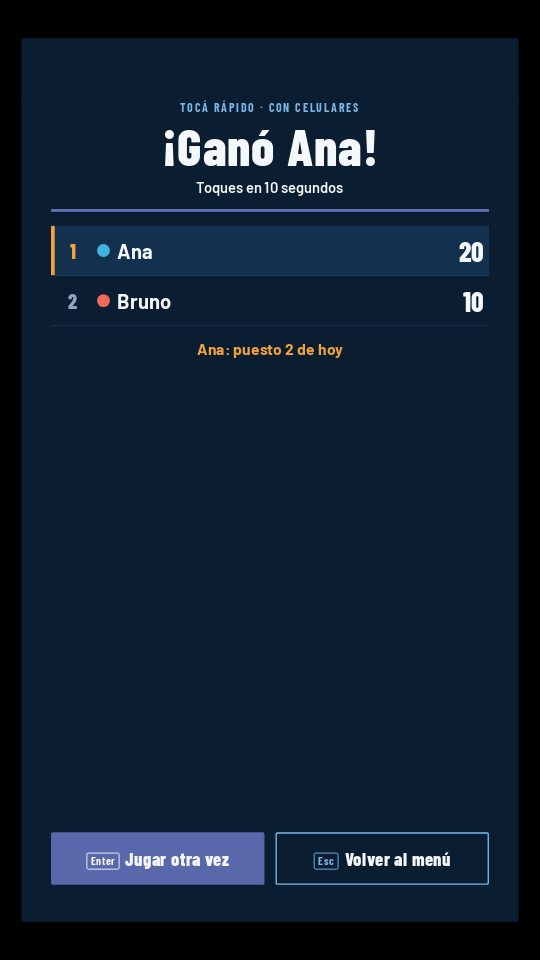 TOCÁ RÁPIDO · CON CELULARES
¡Ganó Ana!
Toques en 10 segundos
1 Ana 20
2 Bruno 10
Ana: puesto 2 de hoy
Enter Jugar otra vez
Esc Volver al menú